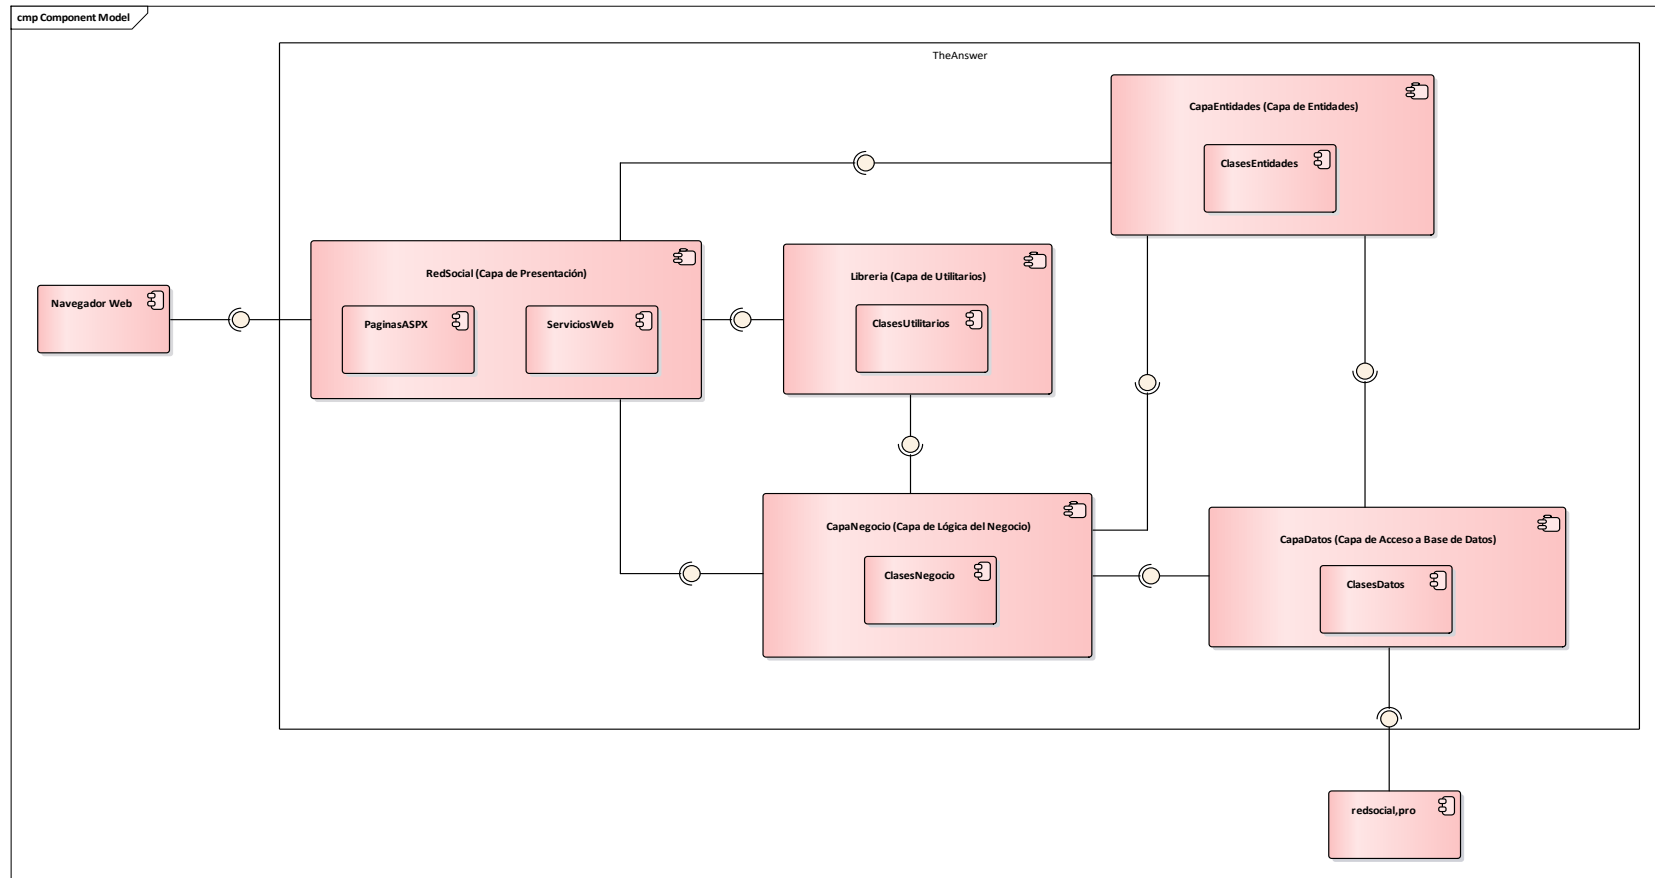 cmp Component Model
TheAnswer
CapaEntidades (Capa de Entidades)
ClasesEntidades
RedSocial (Capa de Presentación)
PaginasASPX
ServiciosWeb
Libreria (Capa de Utilitarios)
ClasesUtilitarios
Navegador Web
CapaNegocio (Capa de Lógica del Negocio)
ClasesNegocio
CapaDatos (Capa de Acceso a Base de Datos)
ClasesDatos
redsocial,pro